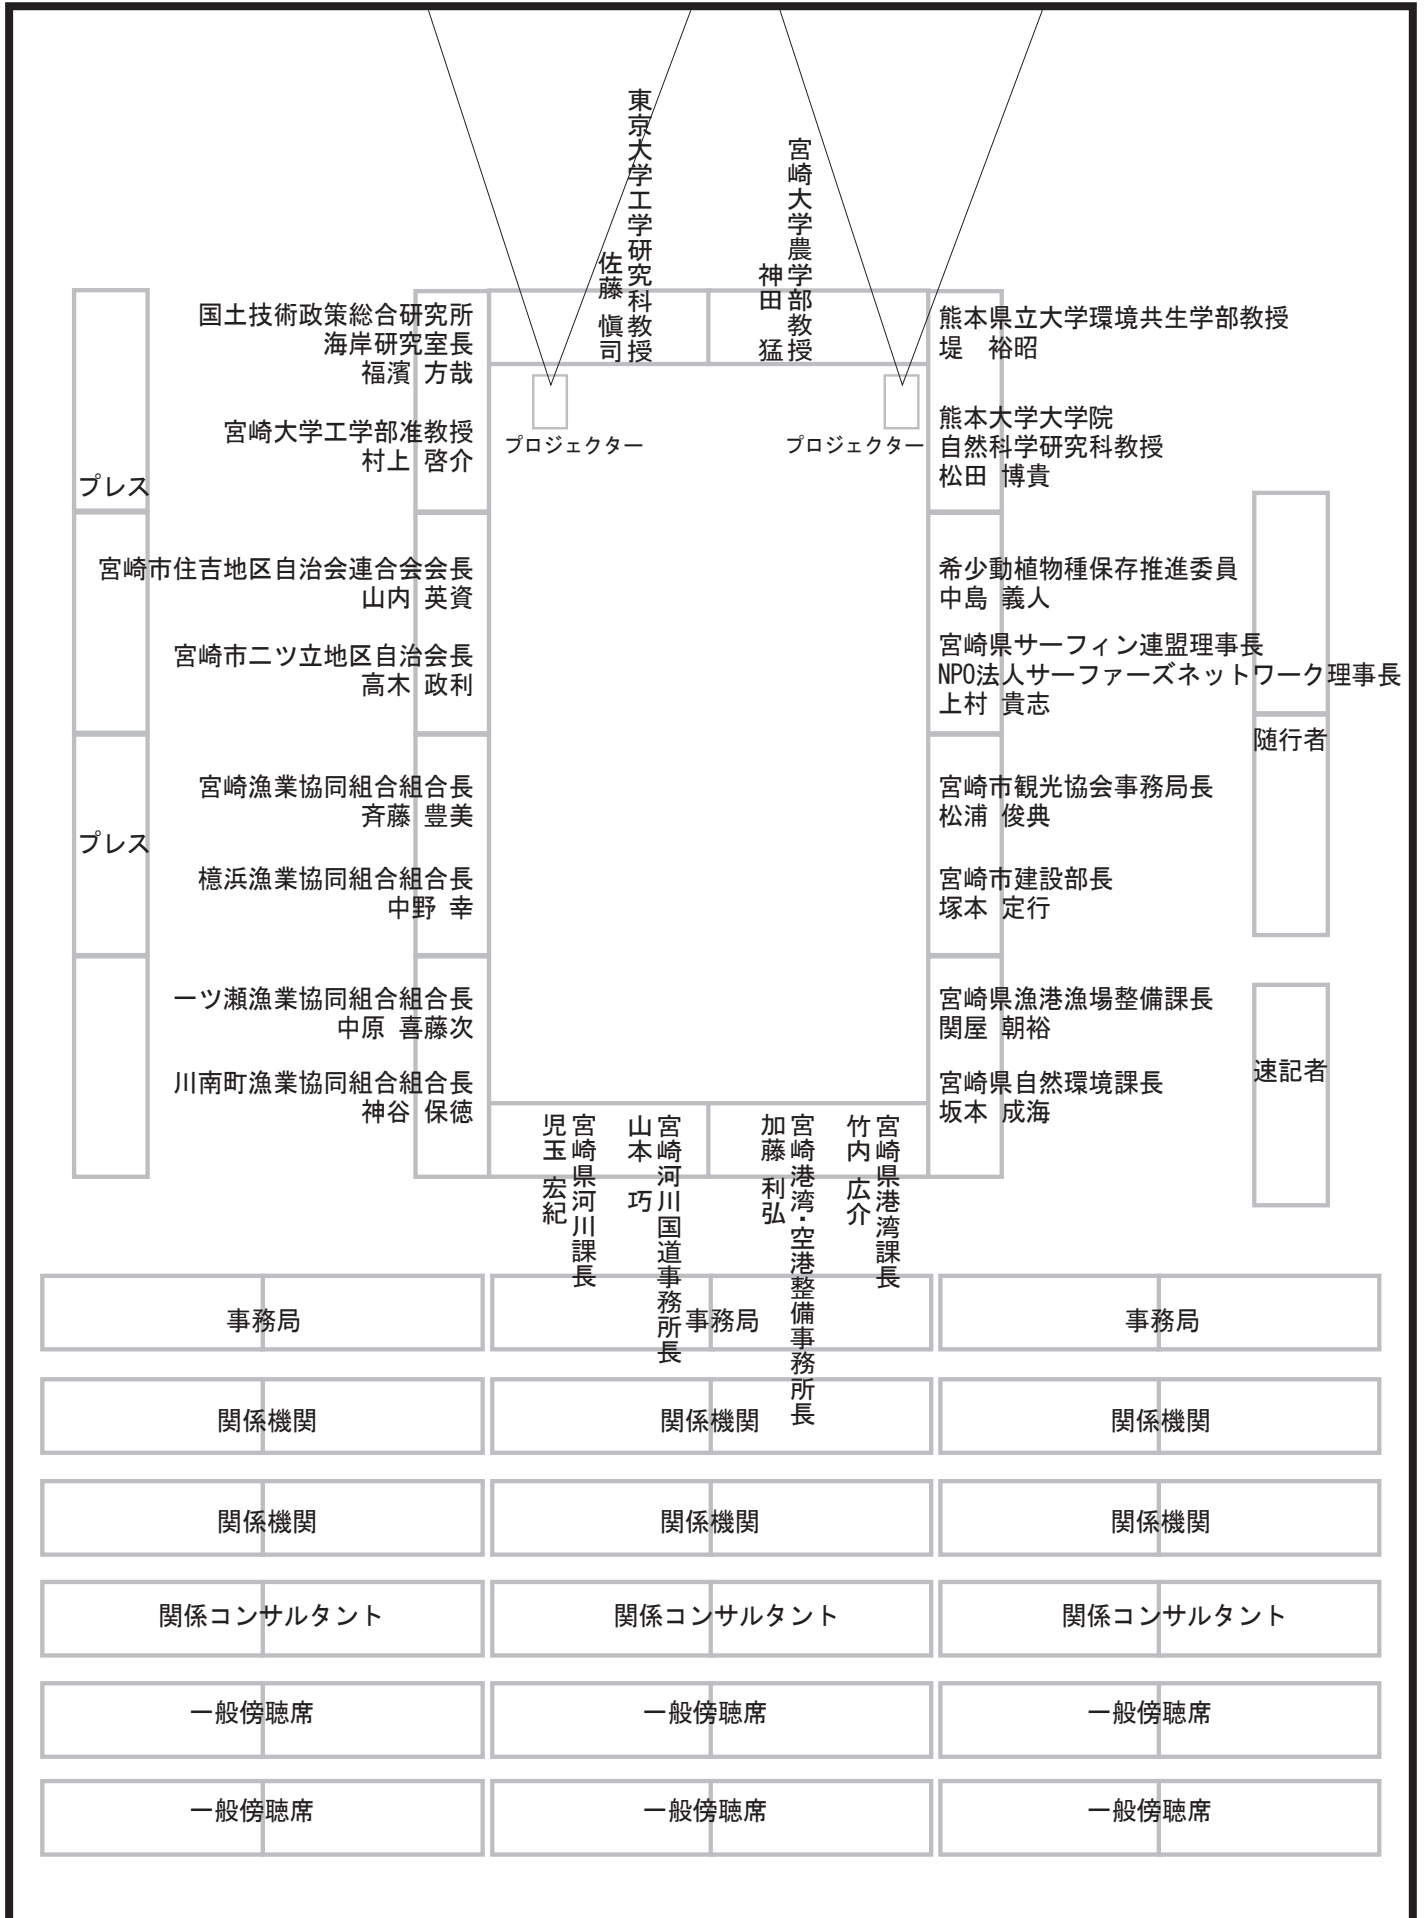 東京大学工学研究科教授
佐藤 愼司
宮崎大学農学部教授
神田 猛
国土技術政策総合研究所
海岸研究室長
福濱 方哉
宮崎大学工学部准教授
村上 啓介
プレス
宮崎市住吉地区自治会連合会会長
山内 英資
宮崎市二ツ立地区自治会長
高木 政利
宮崎漁業協同組合組合長
斉藤 豊美
プレス
檍浜漁業協同組合組合長
中野 幸
一ツ瀬漁業協同組合組合長
中原 喜藤次
川南町漁業協同組合組合長
神谷 保徳
プロジェクター
プロジェクター
熊本県立大学環境共生学部教授
堤 裕昭
熊本大学大学院
自然科学研究科教授
松田 博貴
希少動植物種保存推進委員
中島 義人
宮崎県サーフィン連盟理事長
NPO法人サーファーズネットワーク理事長
上村 貴志
随行者
宮崎市観光協会事務局長
松浦 俊典
宮崎市建設部長
塚本 定行
宮崎県漁港漁場整備課長
関屋 朝裕
速記者
宮崎県自然環境課長
坂本 成海
宮崎県河川課長
児玉 宏紀
宮崎河川国道事務所長
山本 巧
宮崎港湾・空港整備事務所長
加藤 利弘
宮崎県港湾課長
竹内 広介
事務局
事務局
事務局
関係機関
関係機関
関係機関
関係機関
関係機関
関係機関
関係コンサルタント
関係コンサルタント
関係コンサルタント
一般傍聴席
一般傍聴席
一般傍聴席
一般傍聴席
一般傍聴席
一般傍聴席